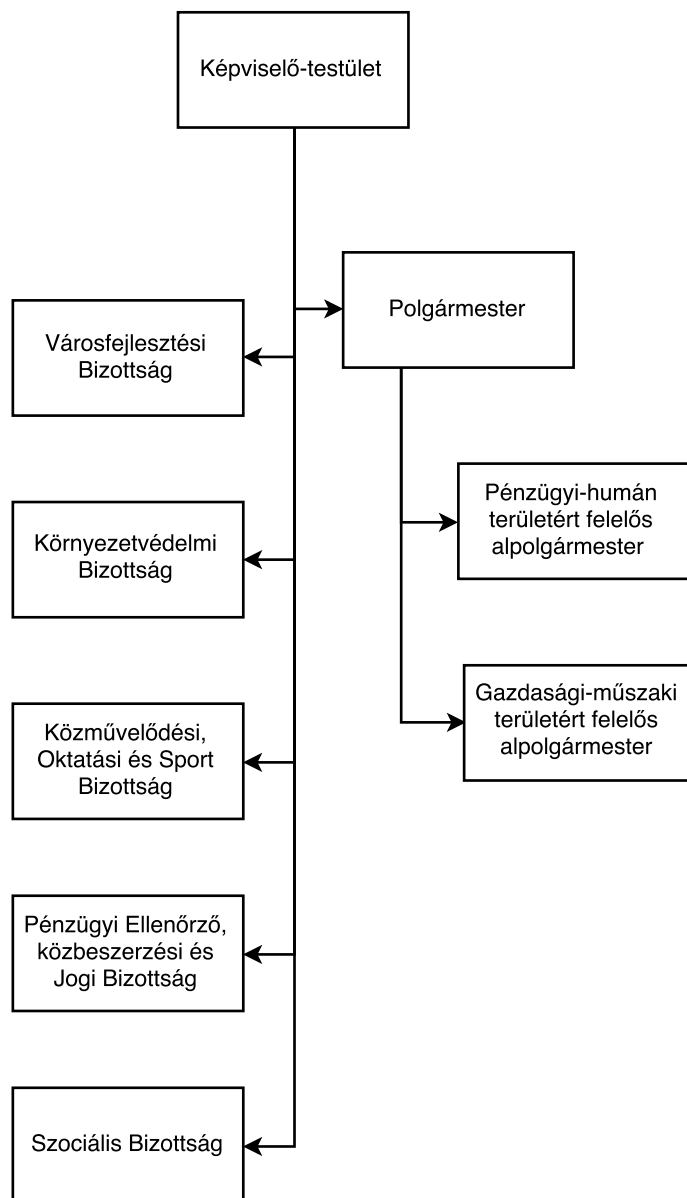 Képviselő-testület
Polgármester
Városfejlesztési
Bizottság
Pénzügyi-humán
területért felelős
alpolgármester
Környezetvédelmi
Bizottság
Gazdasági-műszaki
területért felelős
alpolgármester
Közművelődési,
Oktatási és Sport
Bizottság
Pénzügyi Ellenőrző,
közbeszerzési és
Jogi Bizottság
Szociális Bizottság